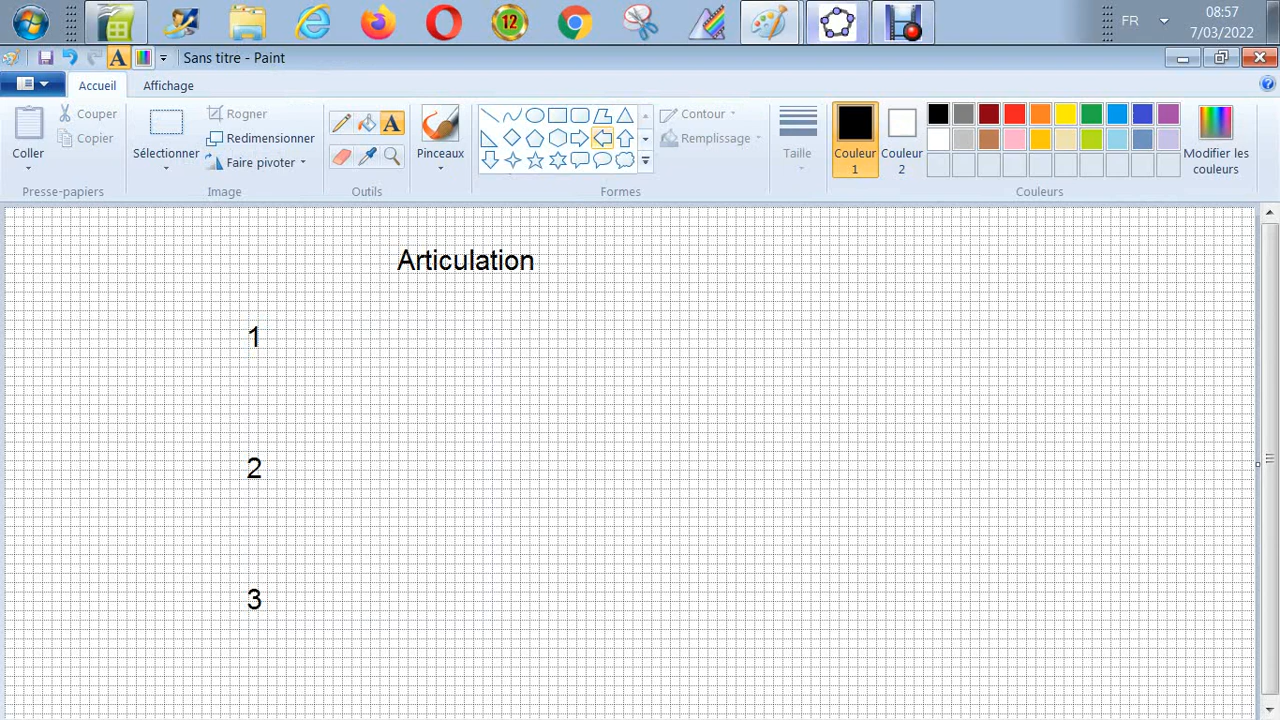 12
FR
08:57
7/03/2022
Sans titre - Paint
Accueil
Affichage
Coller
Couper
Copier
Presse-papiers
Sélectionner
Rogner
Redimensionner
Faire pivoter
Image
A
Outils
Pinceaux
Formes
Contour
Remplissage
Taille
Couleur 1
Couleur 2
Modifier les couleurs
Couleurs
Articulation
1
2
3